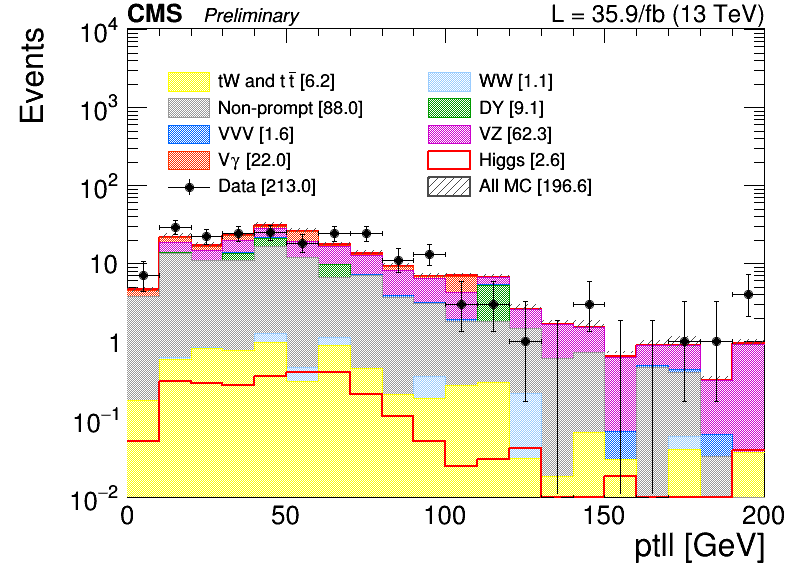 CMS Preliminary L = 35.9/fb (13 TeV)
Events
10⁴
10³
10²
10
1
10⁻¹
10⁻²
tW and t t̅ [6.2] WW [1.1]
Non-prompt [88.0] DY [9.1]
VVV [1.6] VZ [62.3]
Vγ [22.0] Higgs [2.6]
Data [213.0] All MC [196.6]
0 50 100 150 200
ptll [GeV]